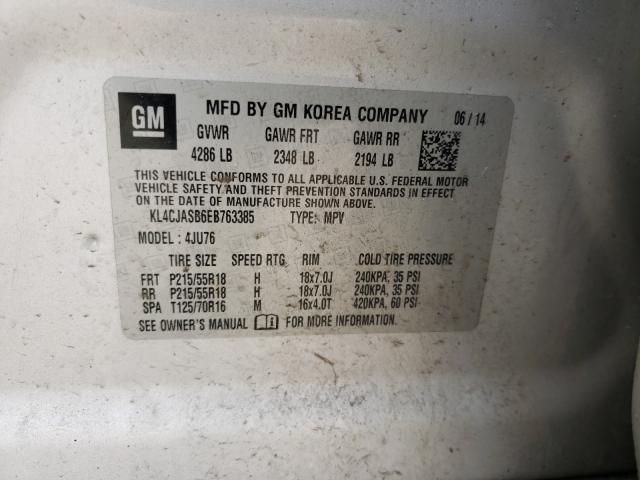 GM MFD BY GM KOREA COMPANY 06 / 14
GVWR GAWR FRT GAWR RR
4286 LB 2348 LB 2194 LB
THIS VEHICLE CONFORMS TO ALL APPLICABLE U.S. FEDERAL MOTOR
VEHICLE SAFETY AND THEFT PREVENTION STANDARDS IN EFFECT
ON THE DATE OF MANUFACTURE SHOWN ABOVE.
KL4CJASB6EB763385 TYPE: MPV
MODEL : 4JU76
TIRE SIZE SPEED RTG RIM COLD TIRE PRESSURE
FRT P215/55R18 H 18x7.0J 240KPA, 35 PSI
RR P215/55R18 H 18x7.0J 240KPA, 35 PSI
SPA T125/70R16 M 16x4.0T 420KPA, 60 PSI
SEE OWNER'S MANUAL FOR MORE INFORMATION.